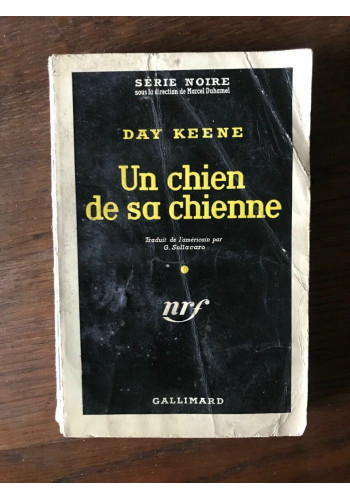 SÉRIE NOIRE
sous la direction de Marcel Duhamel
DAY KEENE
Un chien
de sa chienne
Traduit de l'américain par
G. Sollacaro
nrf
GALLIMARD